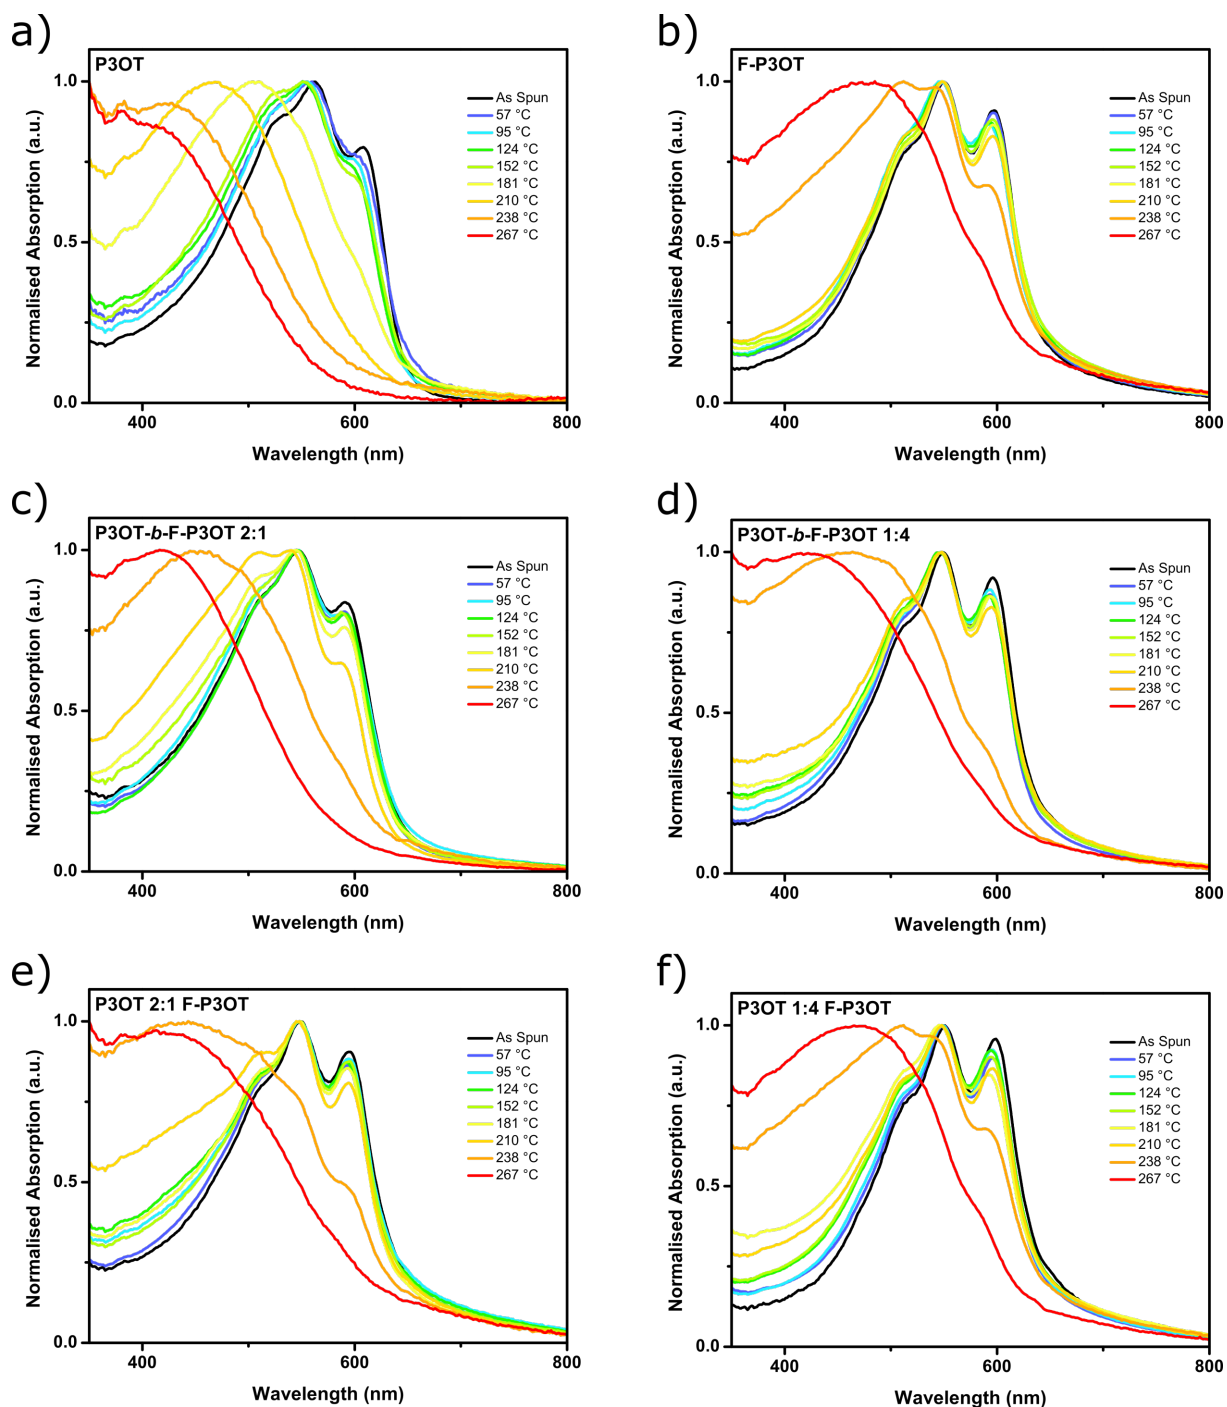 a)
P3OT
1.0
0.5
0.0
Normalised Absorption (a.u.)
As Spun
57 °C
95 °C
124 °C
152 °C
181 °C
210 °C
238 °C
267 °C
400
600
800
Wavelength (nm)
b)
F-P3OT
1.0
0.5
0.0
Normalised Absorption (a.u.)
As Spun
57 °C
95 °C
124 °C
152 °C
181 °C
210 °C
238 °C
267 °C
400
600
800
Wavelength (nm)
c)
P3OT-b-F-P3OT 2:1
1.0
0.5
0.0
Normalised Absorption (a.u.)
As Spun
57 °C
95 °C
124 °C
152 °C
181 °C
210 °C
238 °C
267 °C
400
600
800
Wavelength (nm)
d)
P3OT-b-F-P3OT 1:4
1.0
0.5
0.0
Normalised Absorption (a.u.)
As Spun
57 °C
95 °C
124 °C
152 °C
181 °C
210 °C
238 °C
267 °C
400
600
800
Wavelength (nm)
e)
P3OT 2:1 F-P3OT
1.0
0.5
0.0
Normalised Absorption (a.u.)
As Spun
57 °C
95 °C
124 °C
152 °C
181 °C
210 °C
238 °C
267 °C
400
600
800
Wavelength (nm)
f)
P3OT 1:4 F-P3OT
1.0
0.5
0.0
Normalised Absorption (a.u.)
As Spun
57 °C
95 °C
124 °C
152 °C
181 °C
210 °C
238 °C
267 °C
400
600
800
Wavelength (nm)